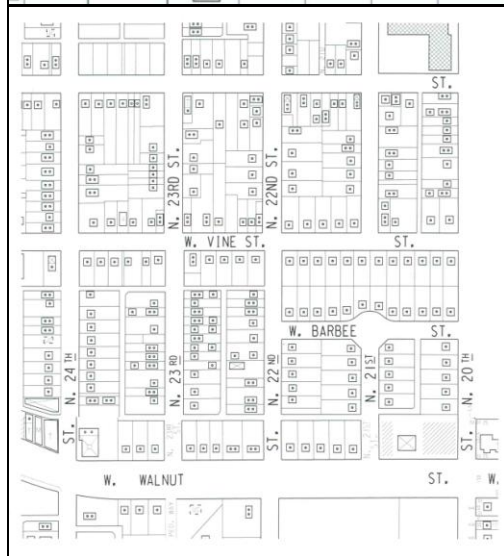 ST.
N. 23RD ST.
N. 22ND ST.
W. VINE ST.
ST.
W. BARBEE
ST.
N. 24TH
ST.
N. 23RD
N. 22ND
ST.
N. 21ST
N. 20TH
ST.
W. WALNUT
ST.
W.